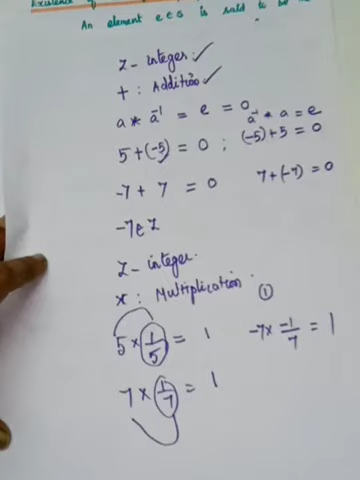 Existence of
An element e ∈ G is said to be
Z - Integer ✓
+ : Addition ✓
a * a⁻¹ = e = 0 a⁻¹ * a = e
5 + (-5) = 0 ; (-5) + 5 = 0
-7 + 7 = 0 7 + (-7) = 0
-7 ∈ Z
Z - integer.
× : Multiplication ①
5 × 1/5 = 1 -7 × -1/7 = 1
7 × 1/7 = 1